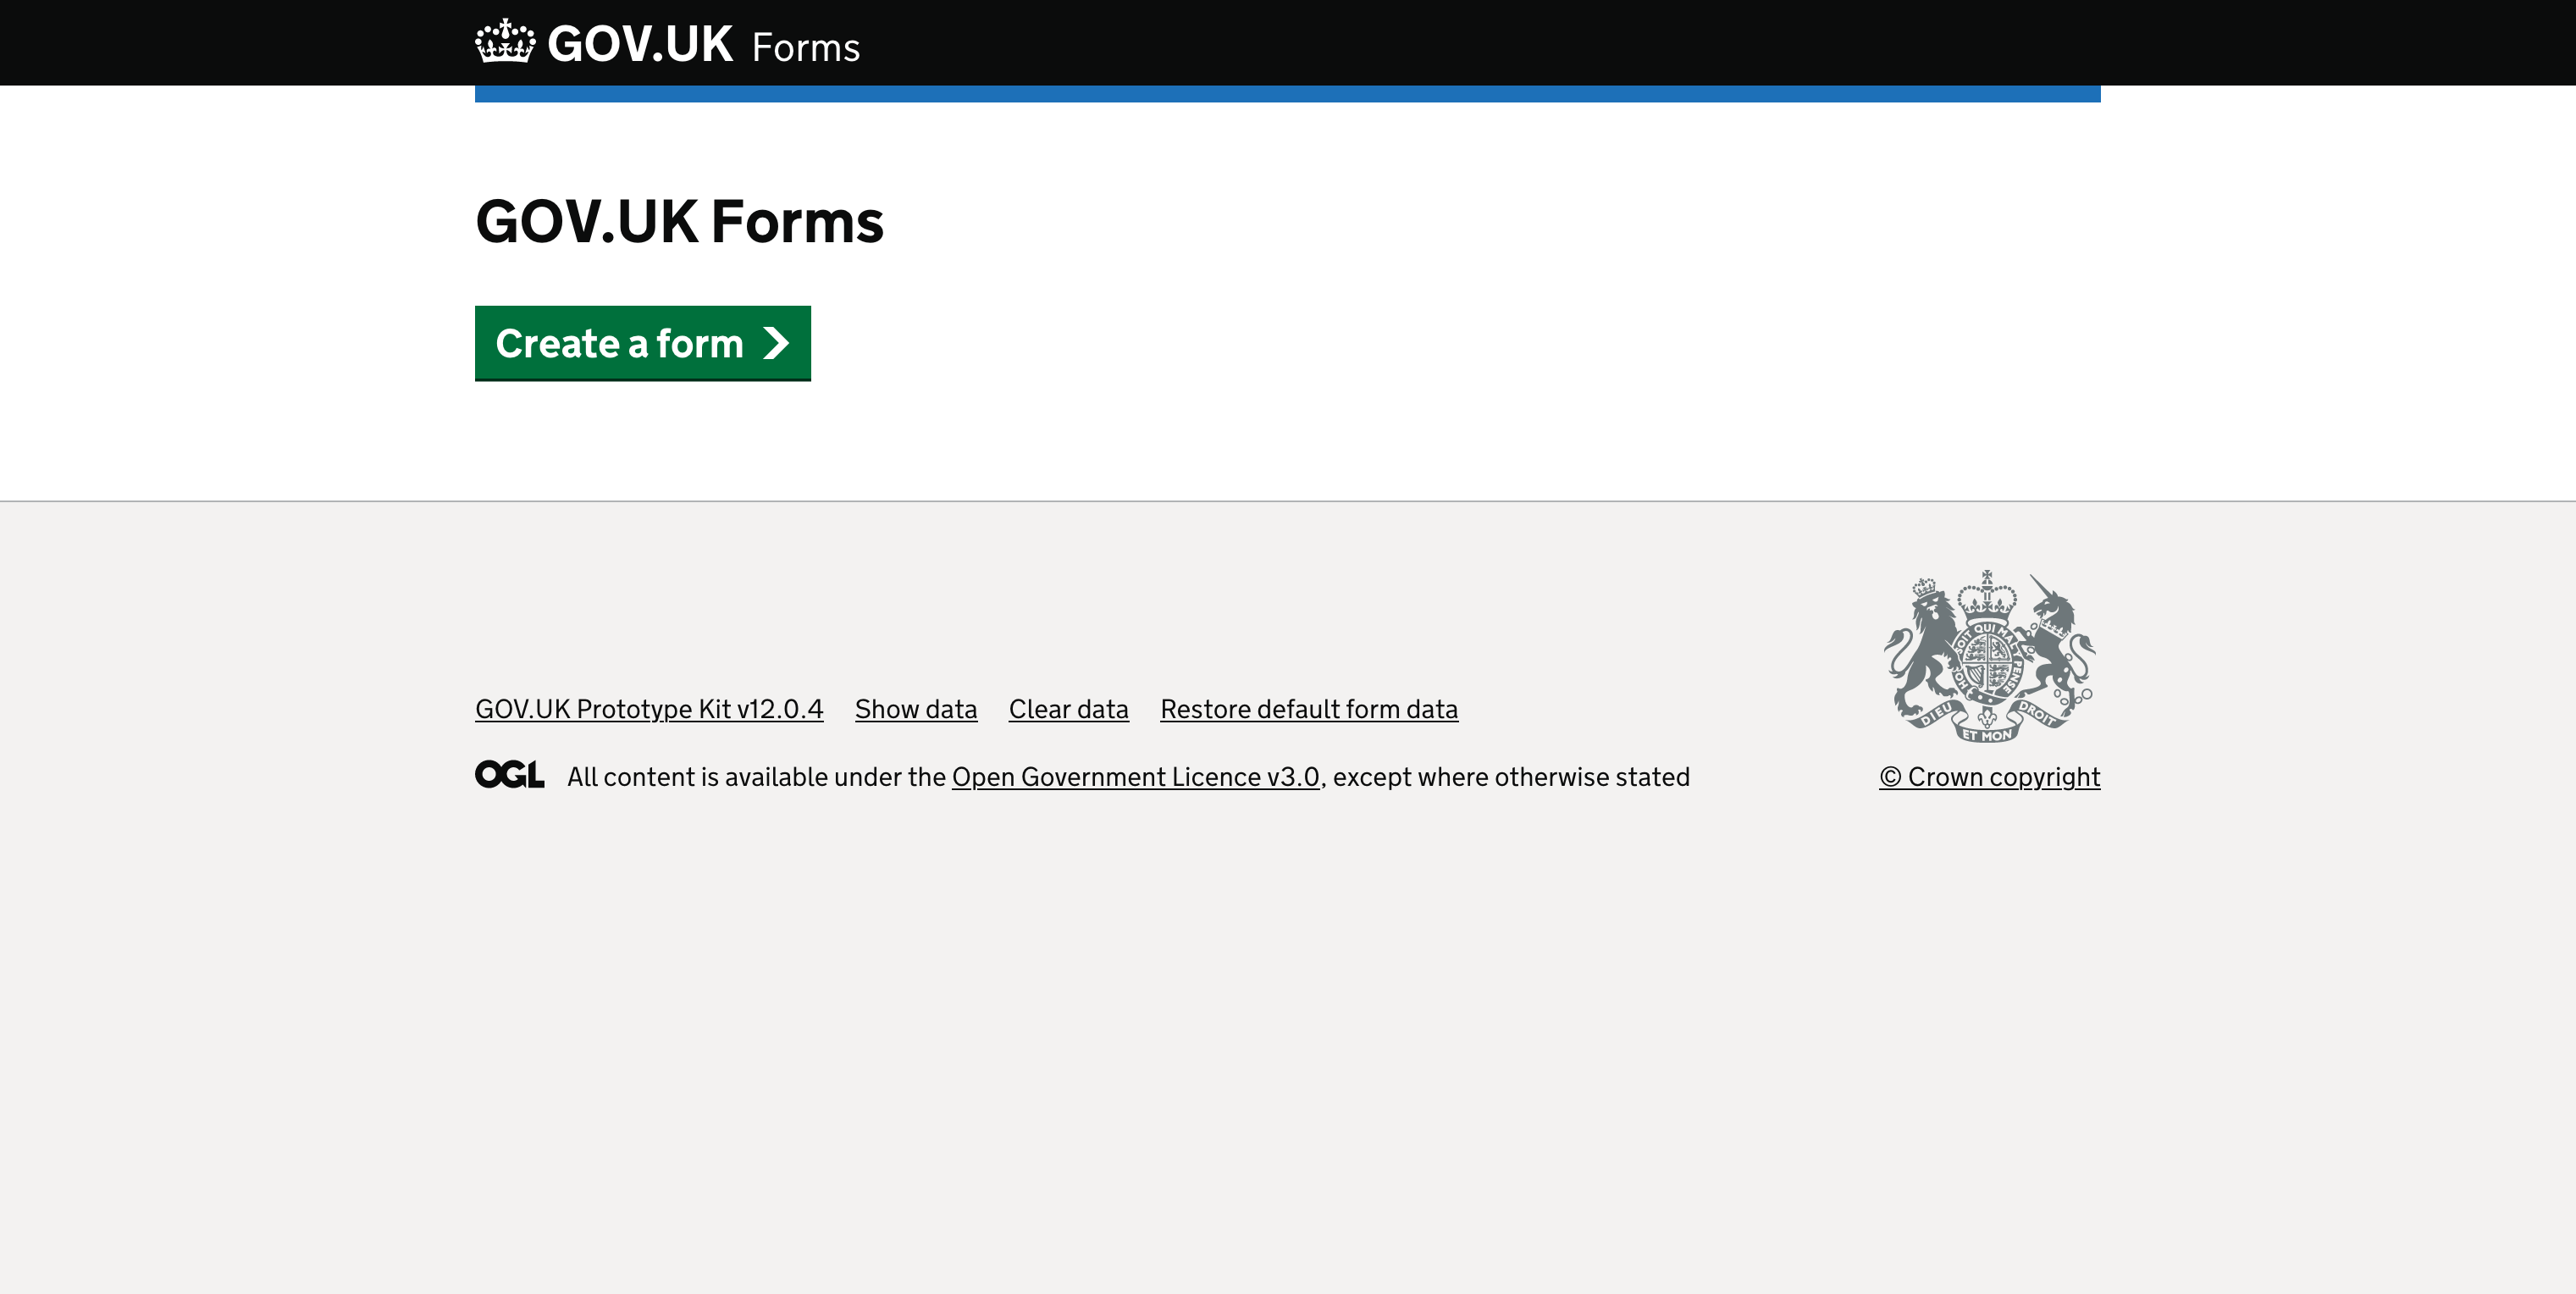 GOV.UK Forms
GOV.UK Forms
Create a form
GOV.UK Prototype Kit v12.0.4 Show data Clear data Restore default form data
OGL All content is available under the Open Government Licence v3.0, except where otherwise stated
SOIT QUI MAL
HON
PENSE
DIEU
ET MON
DROIT
© Crown copyright